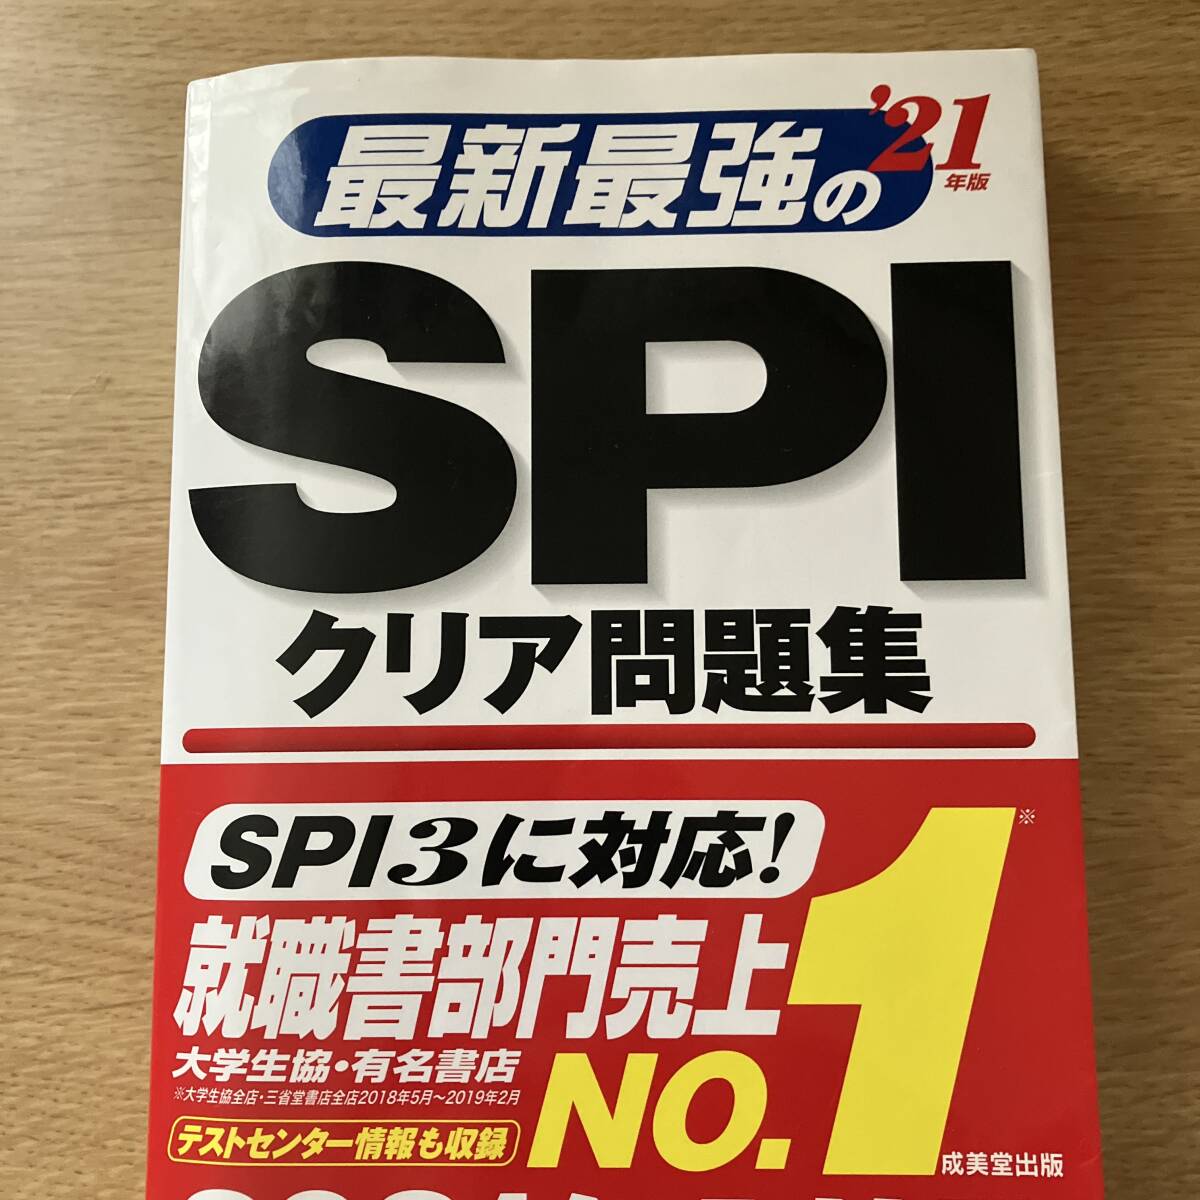 最新最強の
'21
年版
SPI
クリア問題集
SPI3に対応!
就職書部門売上
大学生協・有名書店
※大学生協全店・三省堂書店全店2018年5月〜2019年2月
テストセンター情報も収録
NO.1※
成美堂出版